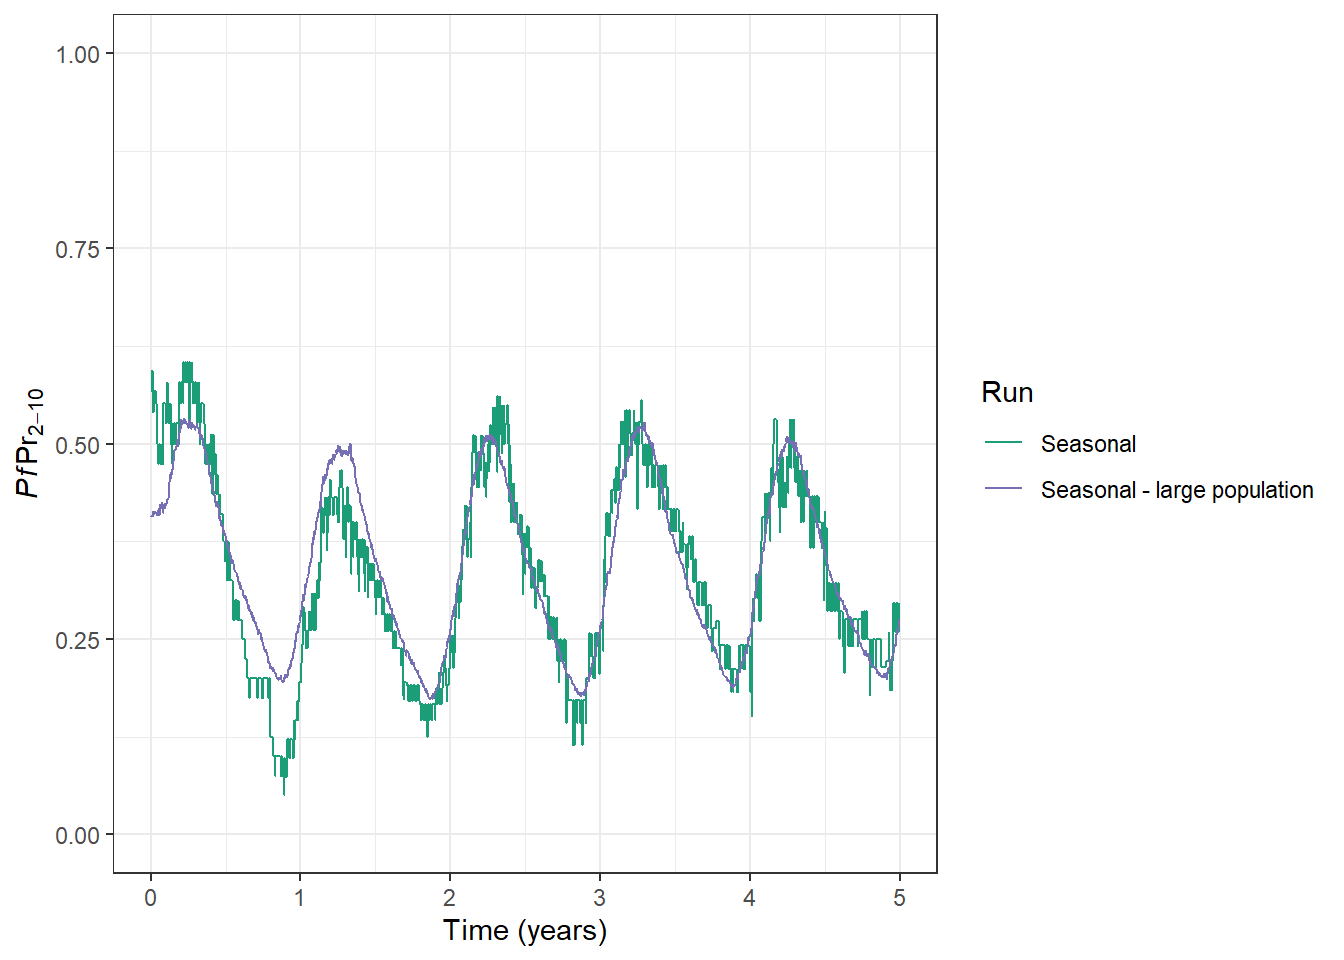 1.00
0.75
0.50
0.25
0.00
PfPr2−10
0 1 2 3 4 5
Time (years)
Run
Seasonal
Seasonal - large population